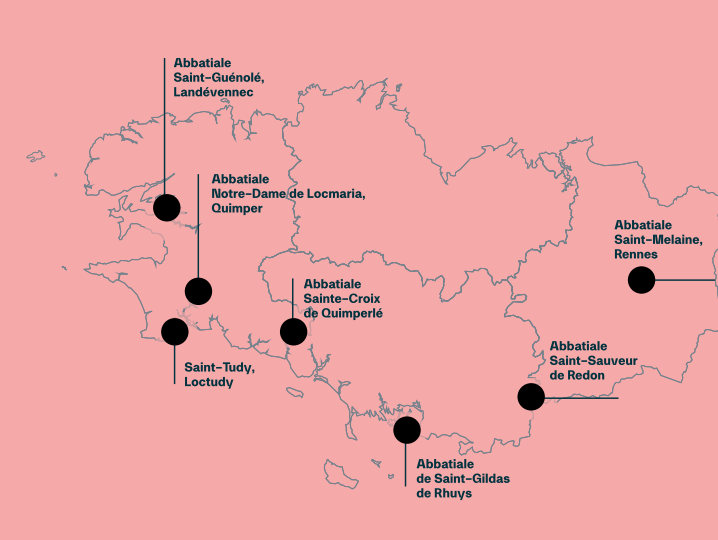 Abbatiale
Saint-Guénolé,
Landévennec
Abbatiale
Notre-Dame de Locmaria,
Quimper
Abbatiale
Saint-Melaine,
Rennes
Abbatiale
Sainte-Croix
de Quimperlé
Abbatiale
Saint-Sauveur
de Redon
Saint-Tudy,
Loctudy
Abbatiale
de Saint-Gildas
de Rhuys